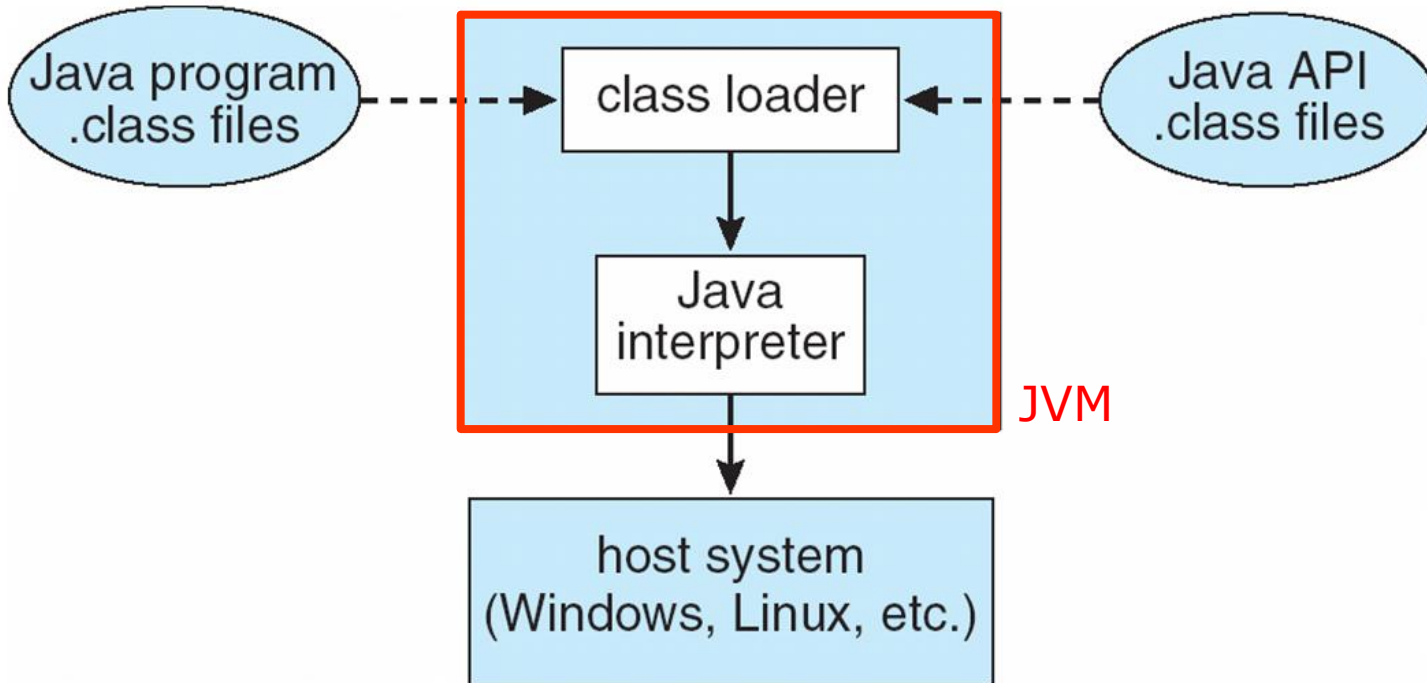 Java program
.class files
class loader
Java API
.class files
Java
interpreter
JVM
host system
(Windows, Linux, etc.)